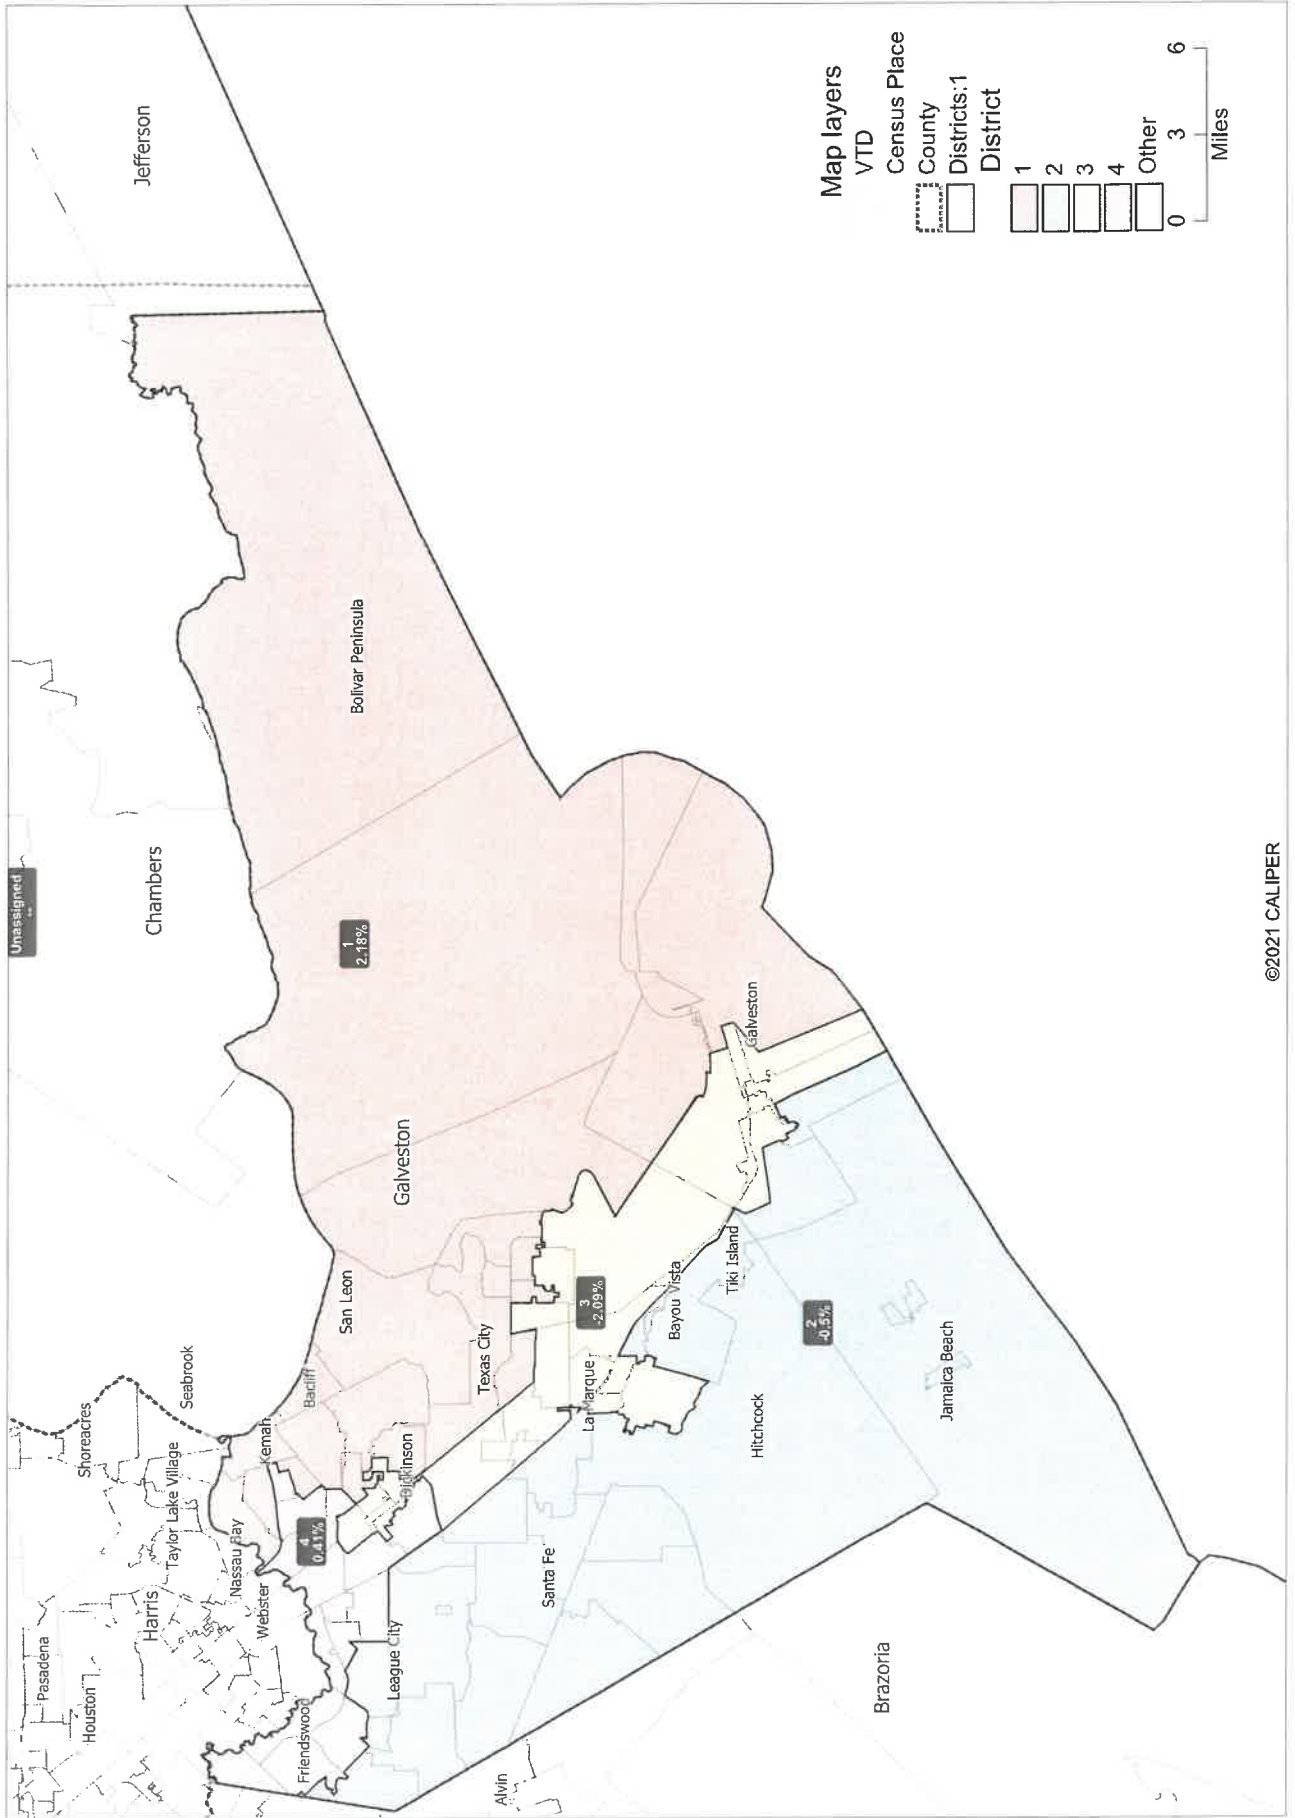 Unassigned
--
Jefferson
Chambers
Bolivar Peninsula
1
2.18%
Galveston
Galveston
San Leon
Bacliff
Seabrook
Shoreacres
Taylor Lake Village
Kemah
Nassau Bay
Harris
Webster
Pasadena
Houston
Friendswood
League City
4
0.41%
Dickinson
Texas City
3
-2.09%
La Marque
Bayou Vista
Tiki Island
2
-0.5%
Hitchcock
Jamaica Beach
Santa Fe
Alvin
Brazoria
Map layers
VTD
Census Place
County
Districts:1
District
1
2
3
4
Other
0 3 6
Miles
©2021 CALIPER